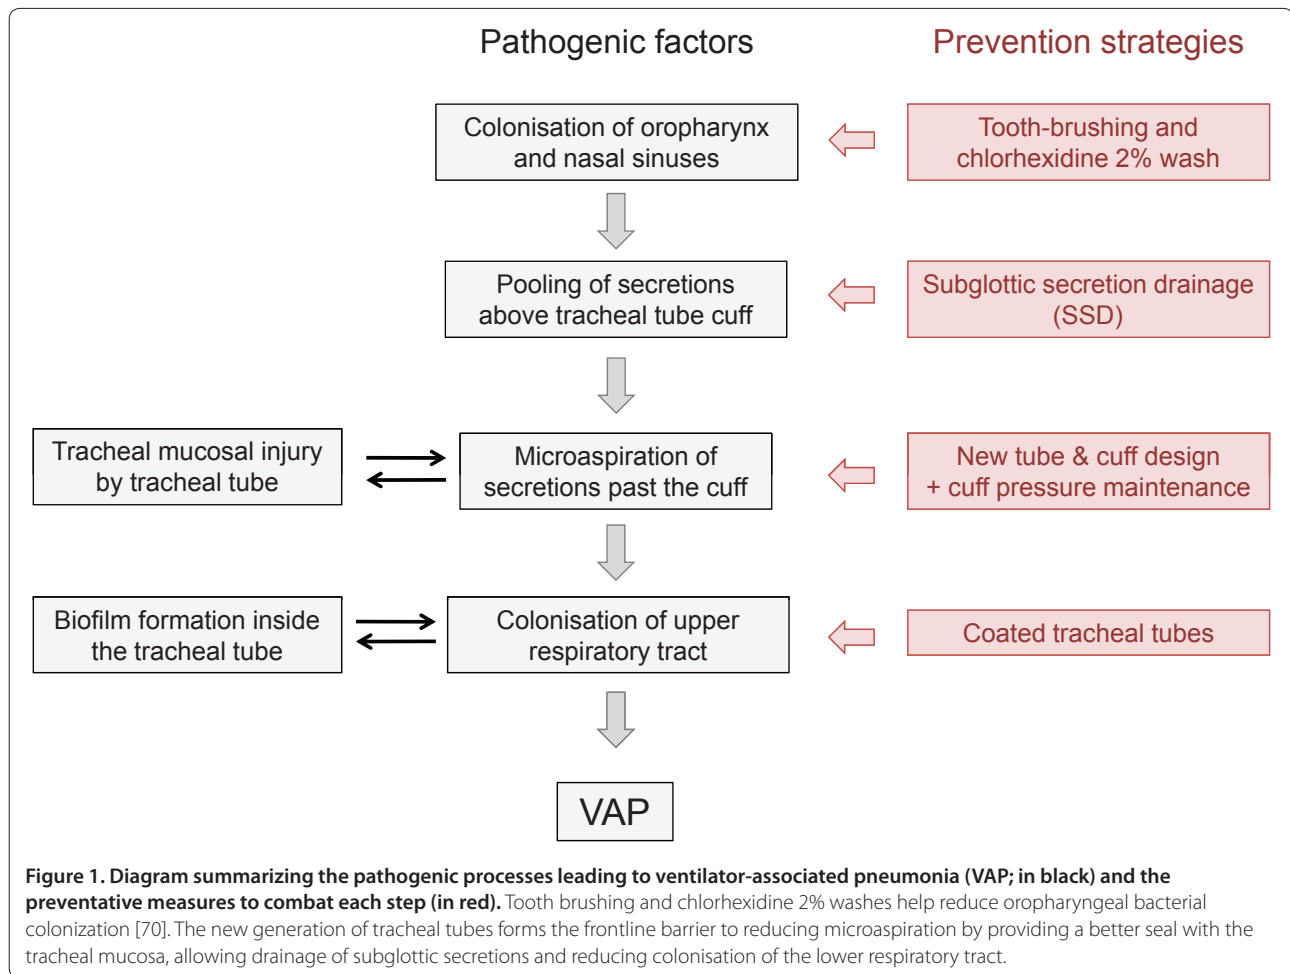 Pathogenic factors
Prevention strategies
Colonisation of oropharynx
and nasal sinuses
Tooth-brushing and
chlorhexidine 2% wash
Pooling of secretions
above tracheal tube cuff
Subglottic secretion drainage
(SSD)
Tracheal mucosal injury
by tracheal tube
Microaspiration of
secretions past the cuff
New tube & cuff design
+ cuff pressure maintenance
Biofilm formation inside
the tracheal tube
Colonisation of upper
respiratory tract
Coated tracheal tubes
VAP
Figure 1. Diagram summarizing the pathogenic processes leading to ventilator-associated pneumonia (VAP; in black) and the
preventative measures to combat each step (in red). Tooth brushing and chlorhexidine 2% washes help reduce oropharyngeal bacterial
colonization [70]. The new generation of tracheal tubes forms the frontline barrier to reducing microaspiration by providing a better seal with the
tracheal mucosa, allowing drainage of subglottic secretions and reducing colonisation of the lower respiratory tract.